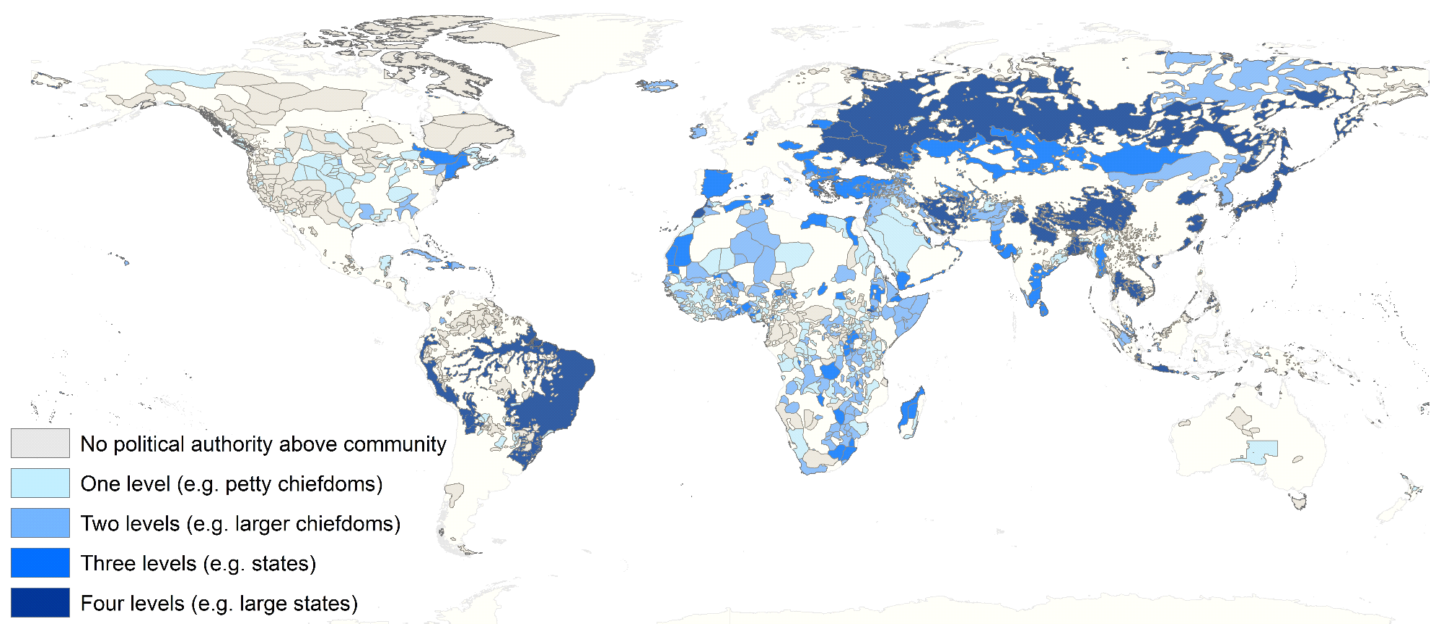 No political authority above community
One level (e.g. petty chiefdoms)
Two levels (e.g. larger chiefdoms)
Three levels (e.g. states)
Four levels (e.g. large states)